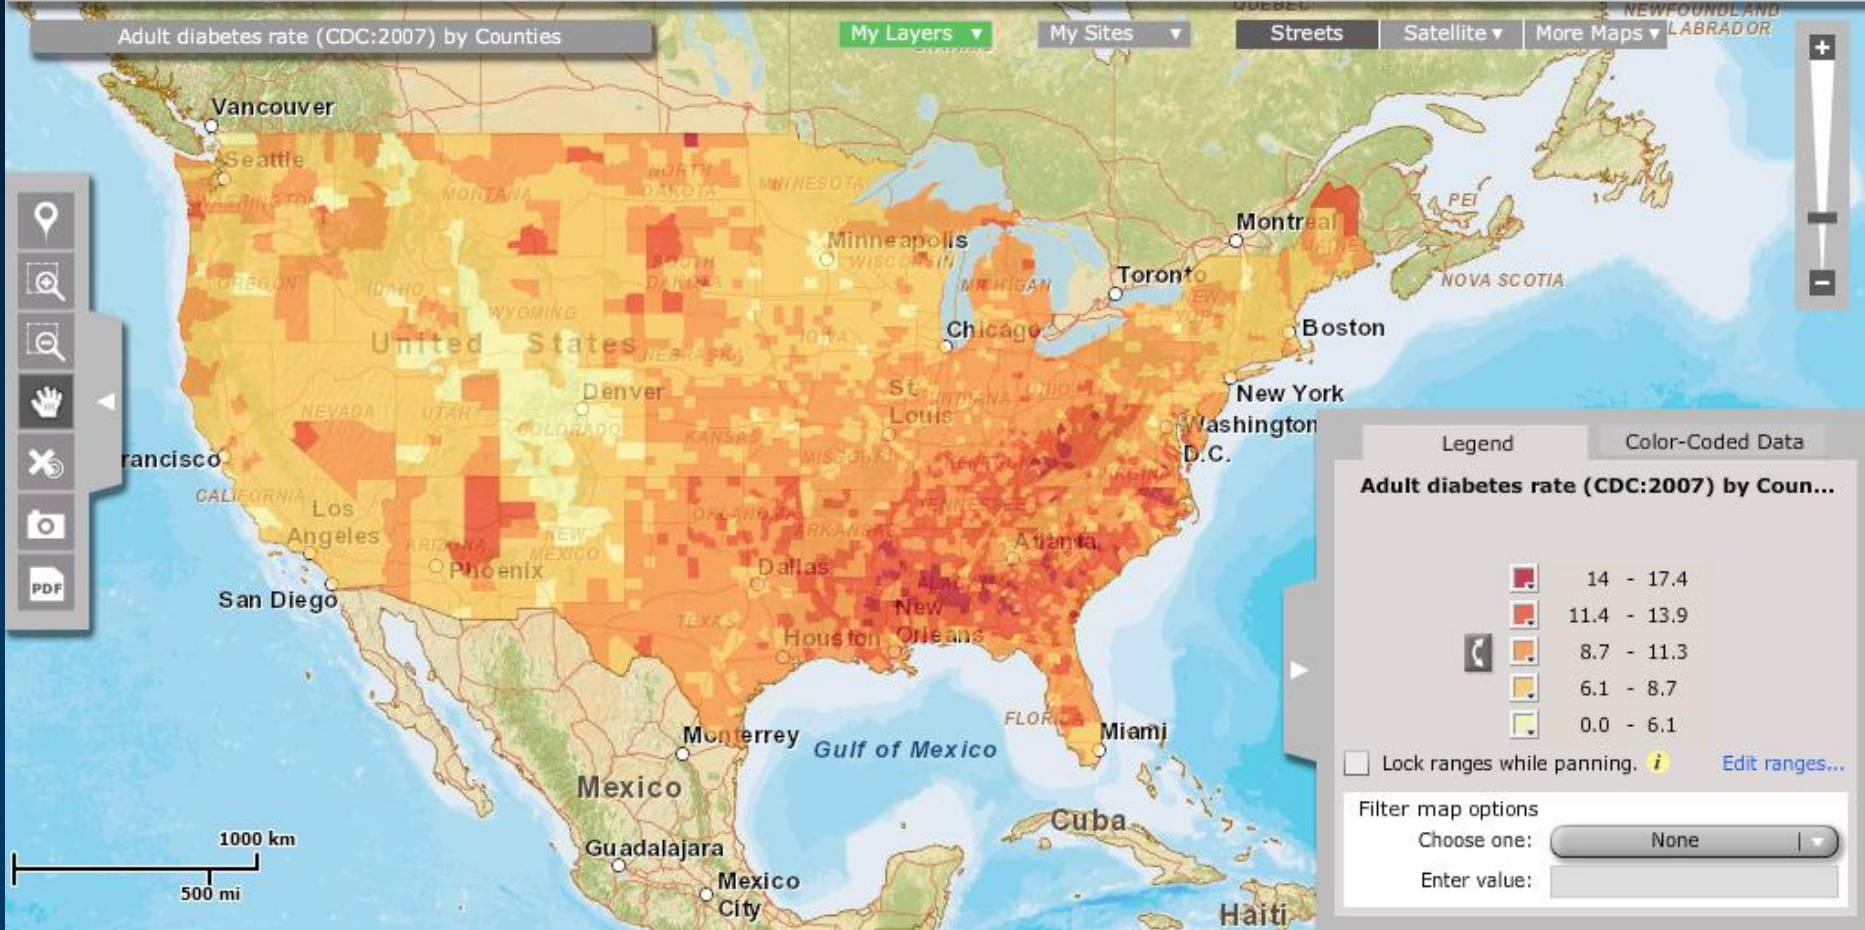 QUEBEC
NEWFOUNDLAND
LABRADOR
Adult diabetes rate (CDC:2007) by Counties
My Layers ▼
My Sites ▼
Streets
Satellite ▾
More Maps ▾
+
Vancouver
Seattle
WASHINGTON
MONTANA
NORTH
DAKOTA
MINNESOTA
Montreal
MAINE
PEI
NOVA SCOTIA
Minneapolis
WISCONSIN
OREGON
IDAHO
SOUTH
DAKOTA
MICHIGAN
Toronto
NEW
YORK
WYOMING
United States
NEBRASKA
IOWA
Chicago
Boston
Denver
St.
Louis
INDIANA
OHIO
New York
NEVADA
UTAH
COLORADO
KANSAS
MISSOURI
KENTUCKY
VIRGINIA
Washington
D.C.
rancisco
CALIFORNIA
Los
Angeles
ARIZONA
NEW
MEXICO
OKLAHOMA
ARKANSAS
TENNESSEE
Atlanta
Phoenix
Dallas
ALA
San Diego
TEXAS
Houston
New
Orleans
FLORIDA
Miami
Monterrey
Gulf of Mexico
Mexico
Cuba
Guadalajara
Mexico
City
Haiti
1000 km
500 mi
PDF
Legend
Color-Coded Data
Adult diabetes rate (CDC:2007) by Coun...
14 - 17.4
11.4 - 13.9
8.7 - 11.3
6.1 - 8.7
0.0 - 6.1
Lock ranges while panning. i Edit ranges...
Filter map options
Choose one: None
Enter value: